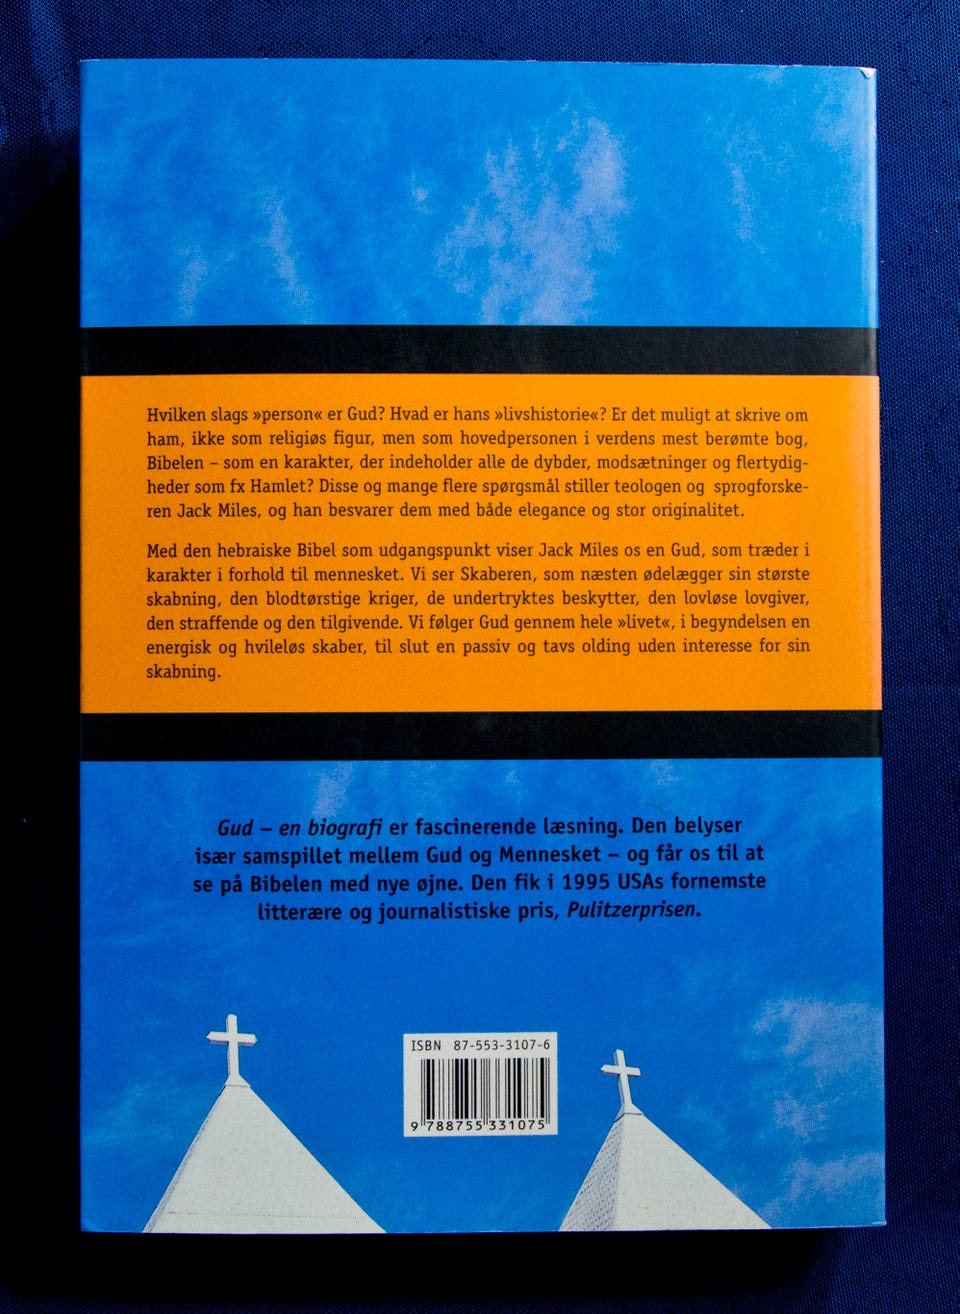 Hvilken slags »person« er Gud? Hvad er hans »livshistorie«? Er det muligt at skrive om
ham, ikke som religiøs figur, men som hovedpersonen i verdens mest berømte bog,
Bibelen – som en karakter, der indeholder alle de dybder, modsætninger og flertydig-
heder som fx Hamlet? Disse og mange flere spørgsmål stiller teologen og sprogforske-
ren Jack Miles, og han besvarer dem med både elegance og stor originalitet.
Med den hebraiske Bibel som udgangspunkt viser Jack Miles os en Gud, som træder i
karakter i forhold til mennesket. Vi ser Skaberen, som næsten ødelægger sin største
skabning, den blodtørstige kriger, de undertryktes beskytter, den lovløse lovgiver,
den straffende og den tilgivende. Vi følger Gud gennem hele »livet«, i begyndelsen en
energisk og hvileløs skaber, til slut en passiv og tavs olding uden interesse for sin
skabning.
Gud – en biografi er fascinerende læsning. Den belyser
især samspillet mellem Gud og Mennesket – og får os til at
se på Bibelen med nye øjne. Den fik i 1995 USAs fornemste
litterære og journalistiske pris, Pulitzerprisen.
ISBN 87-553-3107-6
9 788755 331075